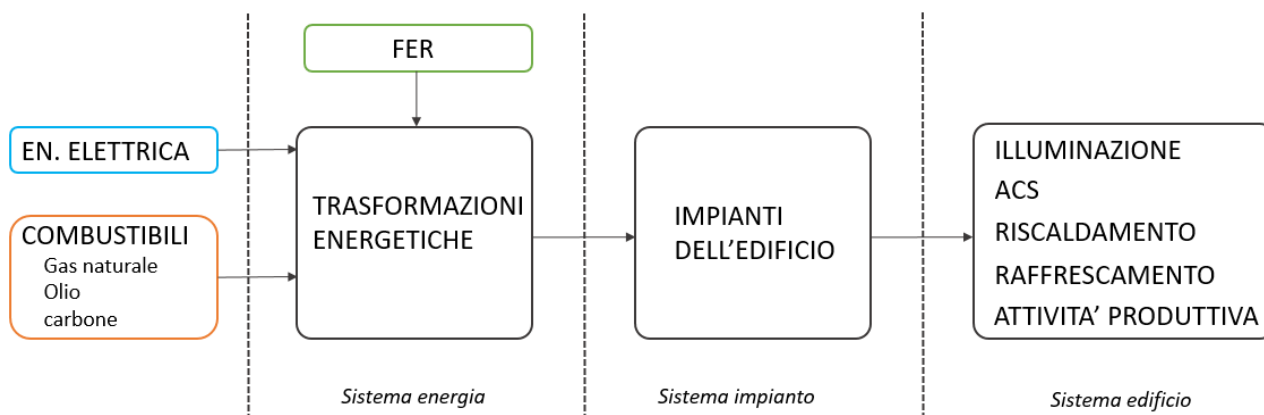 FER
EN. ELETTRICA
COMBUSTIBILI
Gas naturale
Olio
carbone
TRASFORMAZIONI
ENERGETICHE
IMPIANTI
DELL'EDIFICIO
ILLUMINAZIONE
ACS
RISCALDAMENTO
RAFFRESCAMENTO
ATTIVITA' PRODUTTIVA
Sistema energia
Sistema impianto
Sistema edificio